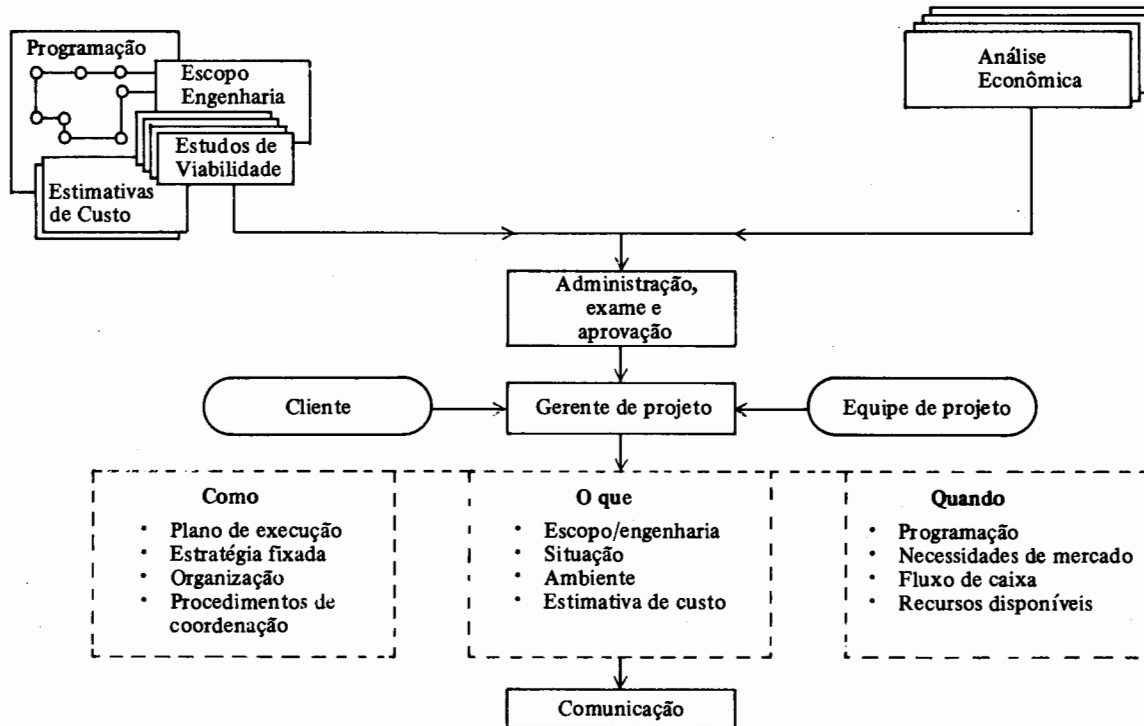 Programação
Escopo
Engenharia
Estudos de
Viabilidade
Estimativas
de Custo
Análise
Econômica
Administração,
exame e
aprovação
Cliente
Gerente de projeto
Equipe de projeto
Como
• Plano de execução
• Estratégia fixada
• Organização
• Procedimentos de
coordenação
O que
• Escopo/engenharia
• Situação
• Ambiente
• Estimativa de custo
Quando
• Programação
• Necessidades de mercado
• Fluxo de caixa
• Recursos disponíveis
Comunicação